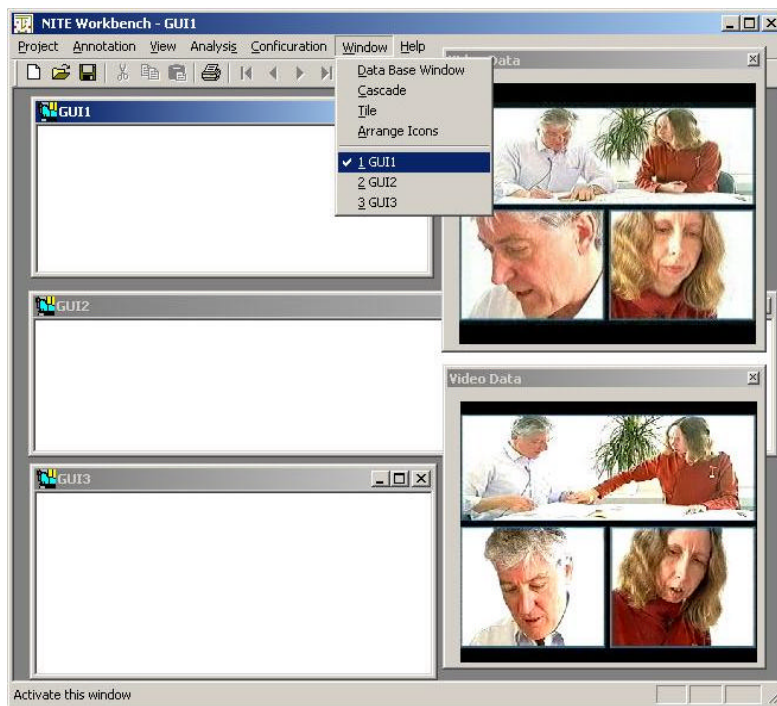 NITE Workbench - GUI1
Project Annotation View Analysis Conficuration Window Help
Data Base Window
Cascade
Tile
Arrange Icons
1 GUI1
2 GUI2
3 GUI3
Data
GUI1
GUI2
GUI3
Video Data
Activate this window